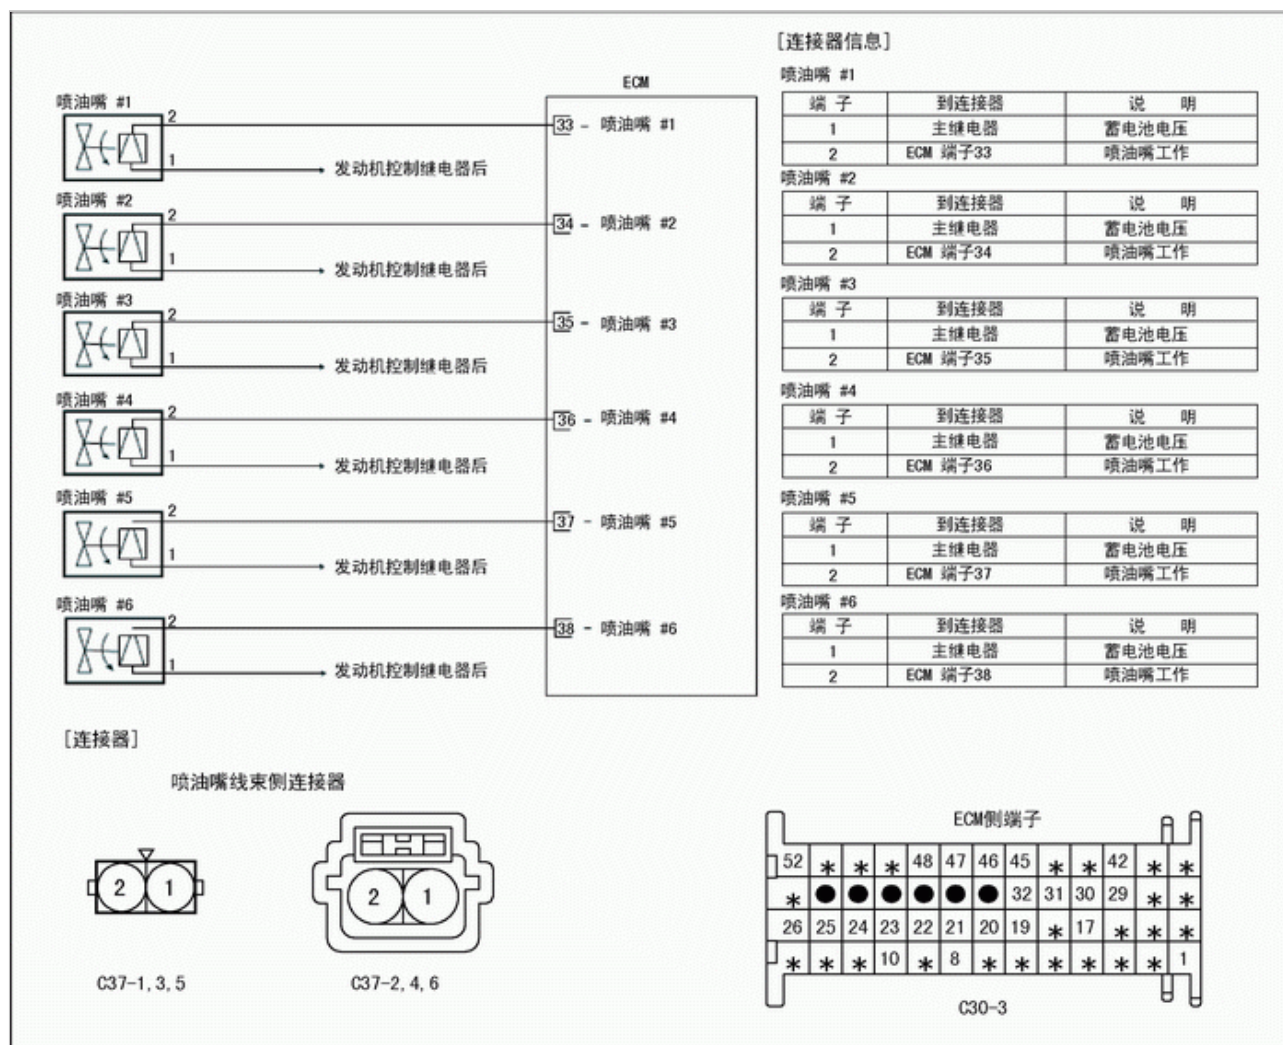 ECM
喷油嘴 #1
2
1
33 - 喷油嘴 #1
发动机控制继电器后
喷油嘴 #2
2
1
34 - 喷油嘴 #2
发动机控制继电器后
喷油嘴 #3
2
1
35 - 喷油嘴 #3
发动机控制继电器后
喷油嘴 #4
2
1
36 - 喷油嘴 #4
发动机控制继电器后
喷油嘴 #5
2
1
37 - 喷油嘴 #5
发动机控制继电器后
喷油嘴 #6
2
1
38 - 喷油嘴 #6
发动机控制继电器后
[连接器信息]
喷油嘴 #1
端 子 到连接器 说 明
1 主继电器 蓄电池电压
2 ECM 端子33 喷油嘴工作
喷油嘴 #2
端 子 到连接器 说 明
1 主继电器 蓄电池电压
2 ECM 端子34 喷油嘴工作
喷油嘴 #3
端 子 到连接器 说 明
1 主继电器 蓄电池电压
2 ECM 端子35 喷油嘴工作
喷油嘴 #4
端 子 到连接器 说 明
1 主继电器 蓄电池电压
2 ECM 端子36 喷油嘴工作
喷油嘴 #5
端 子 到连接器 说 明
1 主继电器 蓄电池电压
2 ECM 端子37 喷油嘴工作
喷油嘴 #6
端 子 到连接器 说 明
1 主继电器 蓄电池电压
2 ECM 端子38 喷油嘴工作
[连接器]
喷油嘴线束侧连接器
2 1
C37-1,3,5
2 1
C37-2,4,6
ECM侧端子
52 * * * 48 47 46 45 * * 42 * *
* ● ● ● ● ● ● 32 31 30 29 * *
26 25 24 23 22 21 20 19 * 17 * * *
* * * 10 * 8 * * * * * * 1
C30-3